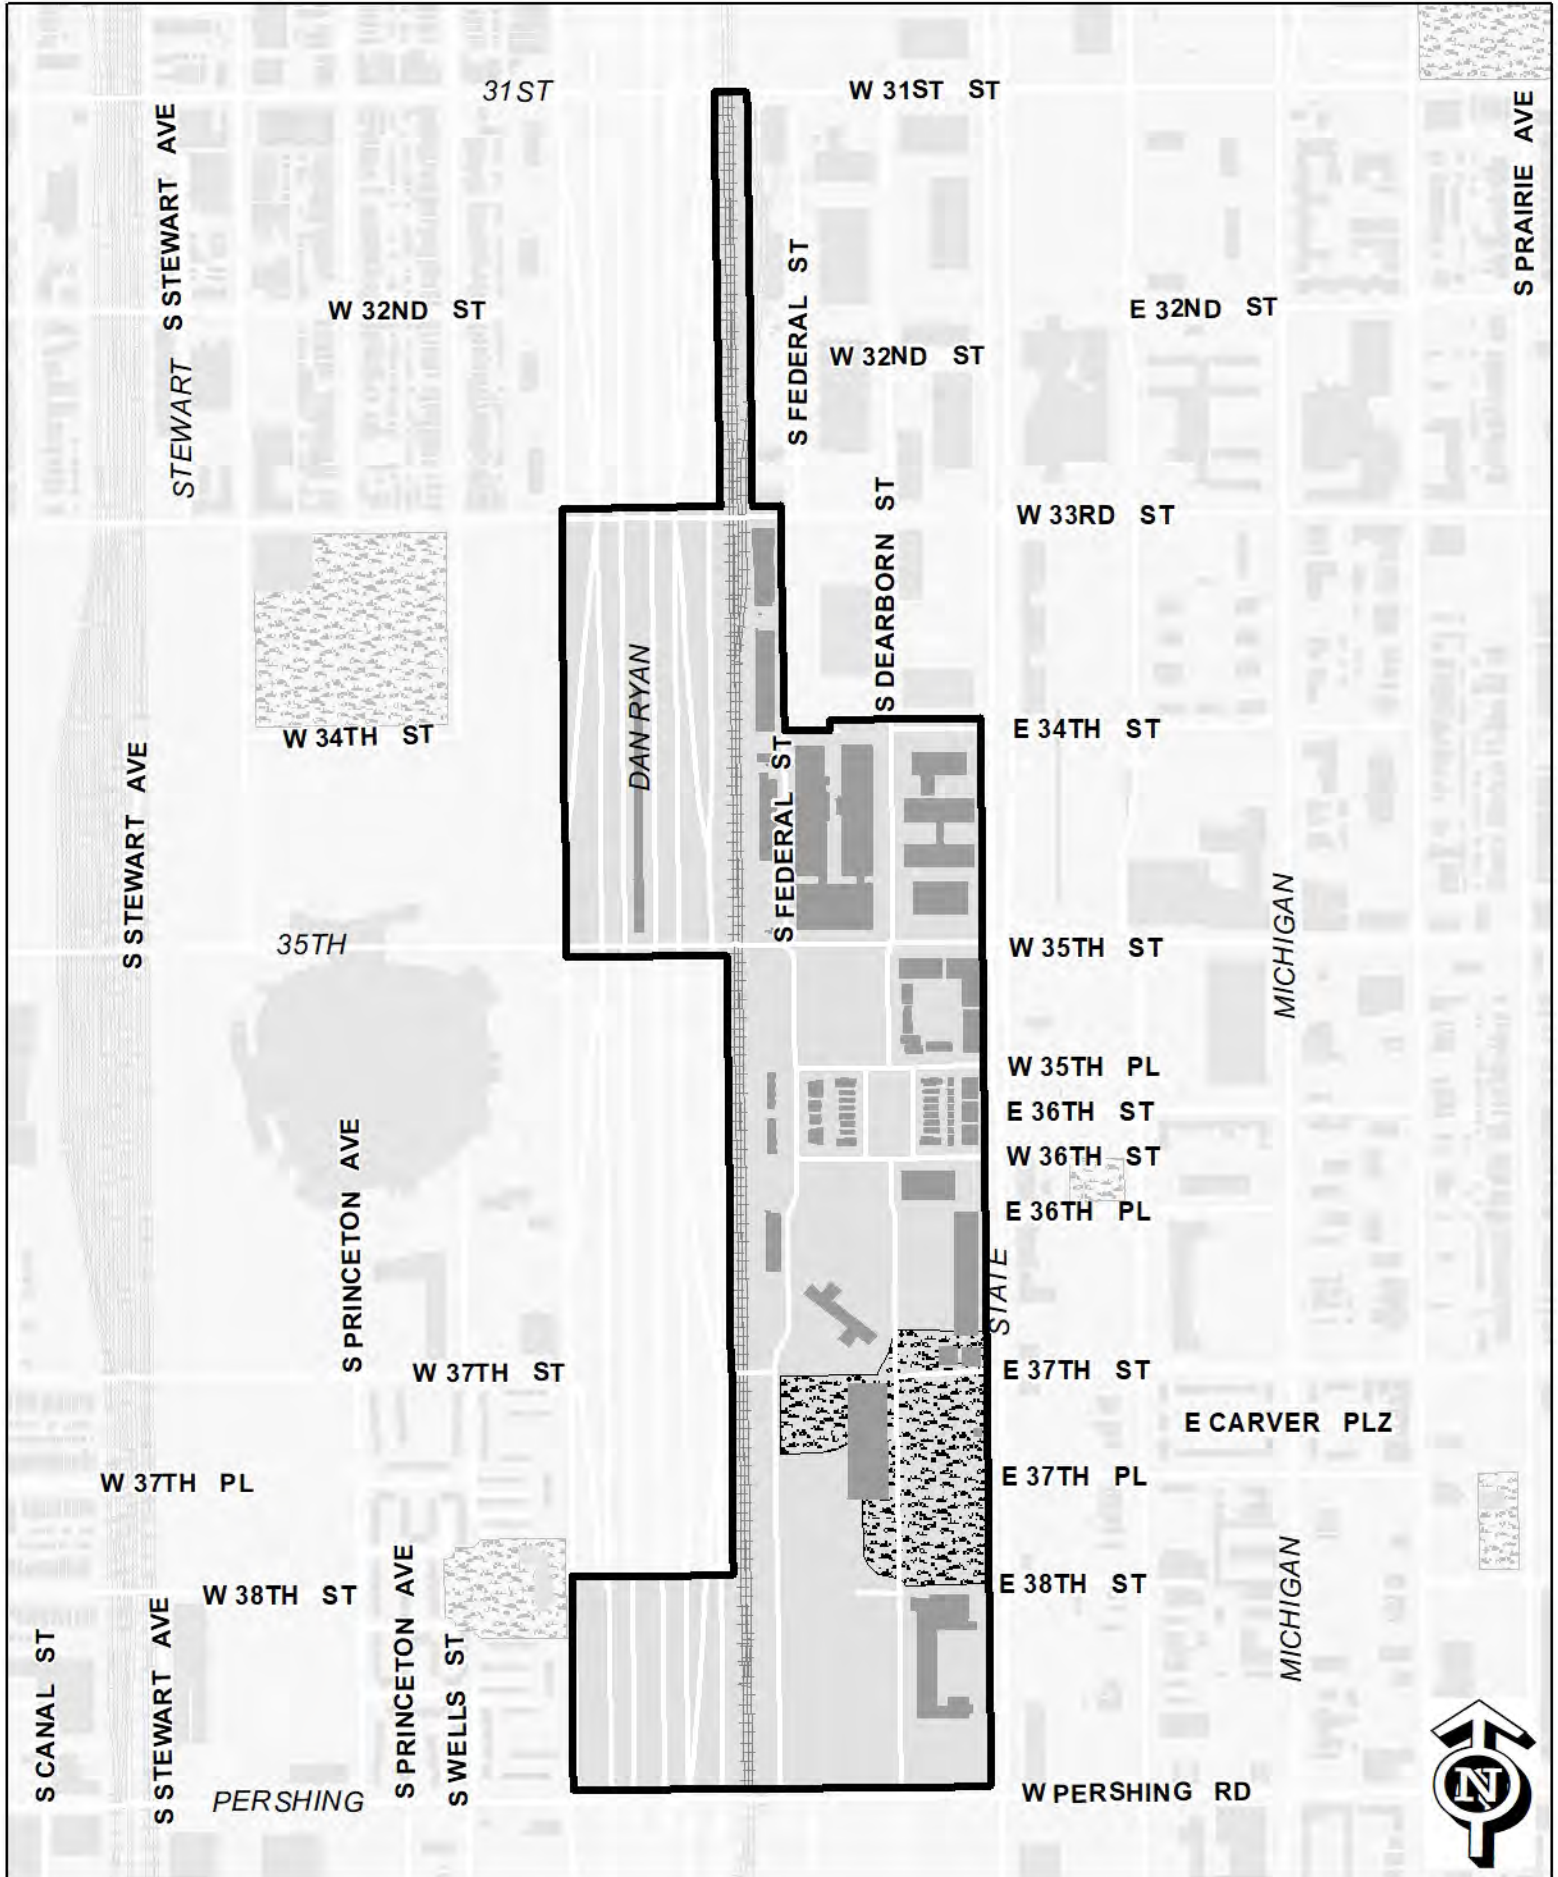 31ST
W 31ST ST
S STEWART AVE
S PRAIRIE AVE
W 32ND ST
E 32ND ST
S FEDERAL ST
W 32ND ST
STEWART
W 33RD ST
S DEARBORN ST
DAN RYAN
W 34TH ST
E 34TH ST
S STEWART AVE
S FEDERAL ST
35TH
W 35TH ST
MICHIGAN
W 35TH PL
E 36TH ST
W 36TH ST
S PRINCETON AVE
E 36TH PL
STATE
W 37TH ST
E 37TH ST
E CARVER PLZ
W 37TH PL
E 37TH PL
W 38TH ST
E 38TH ST
MICHIGAN
S CANAL ST
S STEWART AVE
S PRINCETON AVE
S WELLS ST
PERSHING
W PERSHING RD
N